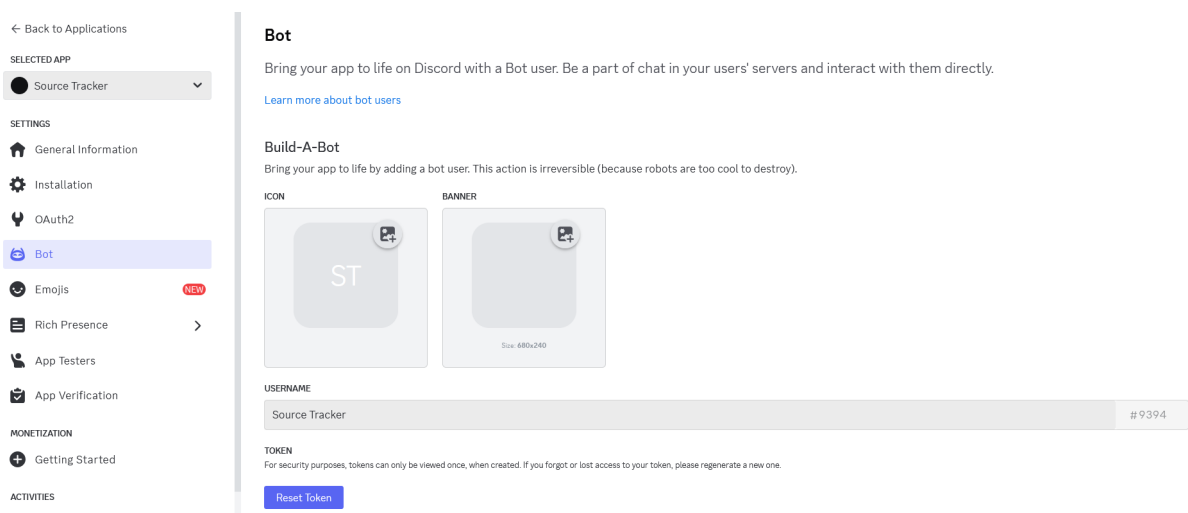 ← Back to Applications
SELECTED APP
Source Tracker
SETTINGS
General Information
Installation
OAuth2
Bot
Emojis NEW
Rich Presence
App Testers
App Verification
MONETIZATION
Getting Started
ACTIVITIES
Bot
Bring your app to life on Discord with a Bot user. Be a part of chat in your users' servers and interact with them directly.
Learn more about bot users
Build-A-Bot
Bring your app to life by adding a bot user. This action is irreversible (because robots are too cool to destroy).
ICON
ST
BANNER
Size: 680x240
USERNAME
Source Tracker #9394
TOKEN
For security purposes, tokens can only be viewed once, when created. If you forgot or lost access to your token, please regenerate a new one.
Reset Token